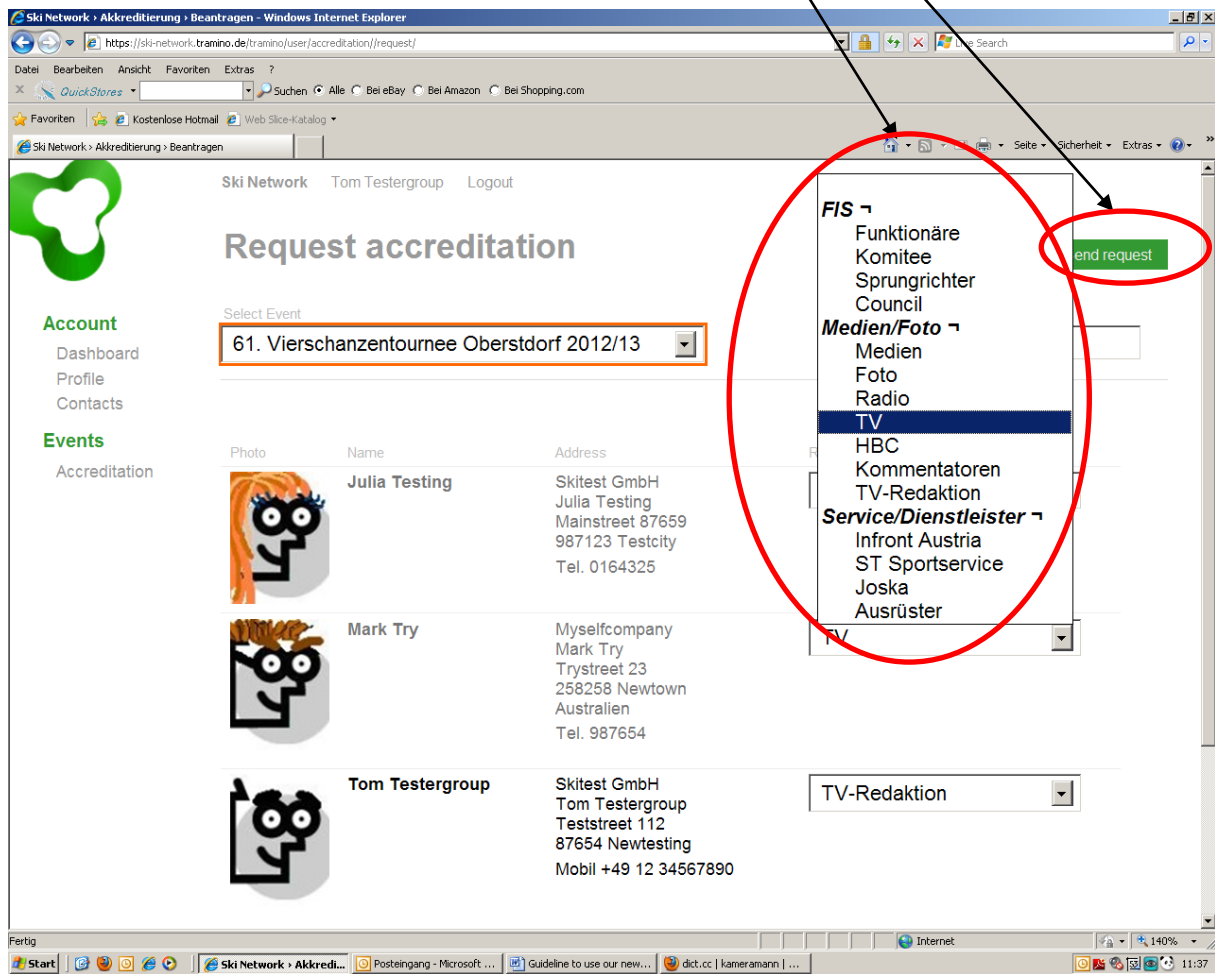 Ski Network › Akkreditierung › Beantragen - Windows Internet Explorer
https://ski-network.tramino.de/tramino/user/accreditation//request/
Live Search
Datei Bearbeiten Ansicht Favoriten Extras ?
QuickStores
Suchen Alle Bei eBay Bei Amazon Bei Shopping.com
Favoriten Kostenlose Hotmail Web Slice-Katalog
Ski Network › Akkreditierung › Beantragen
Seite Sicherheit Extras
Ski Network Tom Testergroup Logout
Request accreditation
end request
Account
Dashboard
Profile
Contacts
Events
Accreditation
Select Event
61. Vierschanzentournee Oberstdorf 2012/13
FIS ¬
Funktionäre
Komitee
Sprungrichter
Council
Medien/Foto ¬
Medien
Foto
Radio
TV
HBC
Kommentatoren
TV-Redaktion
Service/Dienstleister ¬
Infront Austria
ST Sportservice
Joska
Ausrüster
Photo Name Address
Julia Testing
Skitest GmbH
Julia Testing
Mainstreet 87659
987123 Testcity
Tel. 0164325
Mark Try
Myselfcompany
Mark Try
Trystreet 23
258258 Newtown
Australien
Tel. 987654
TV
Tom Testergroup
Skitest GmbH
Tom Testergroup
Teststreet 112
87654 Newtesting
Mobil +49 12 34567890
TV-Redaktion
Fertig
Internet
140%
Start
Ski Network › Akkredi...
Posteingang - Microsoft ...
Guideline to use our new...
dict.cc | kameramann | ...
11:37